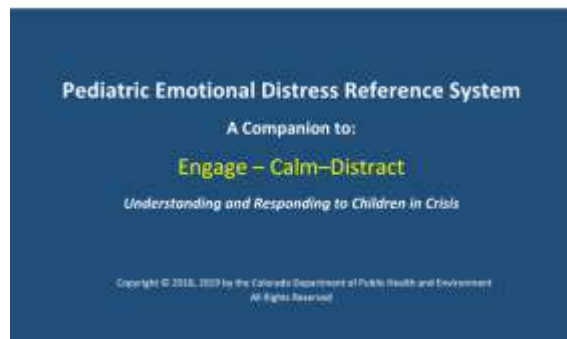 Pediatric Emotional Distress Reference System
A Companion to:
Engage – Calm–Distract
Understanding and Responding to Children in Crisis
Copyright © 2018, 2019 by the Colorado Department of Public Health and Environment
All Rights Reserved